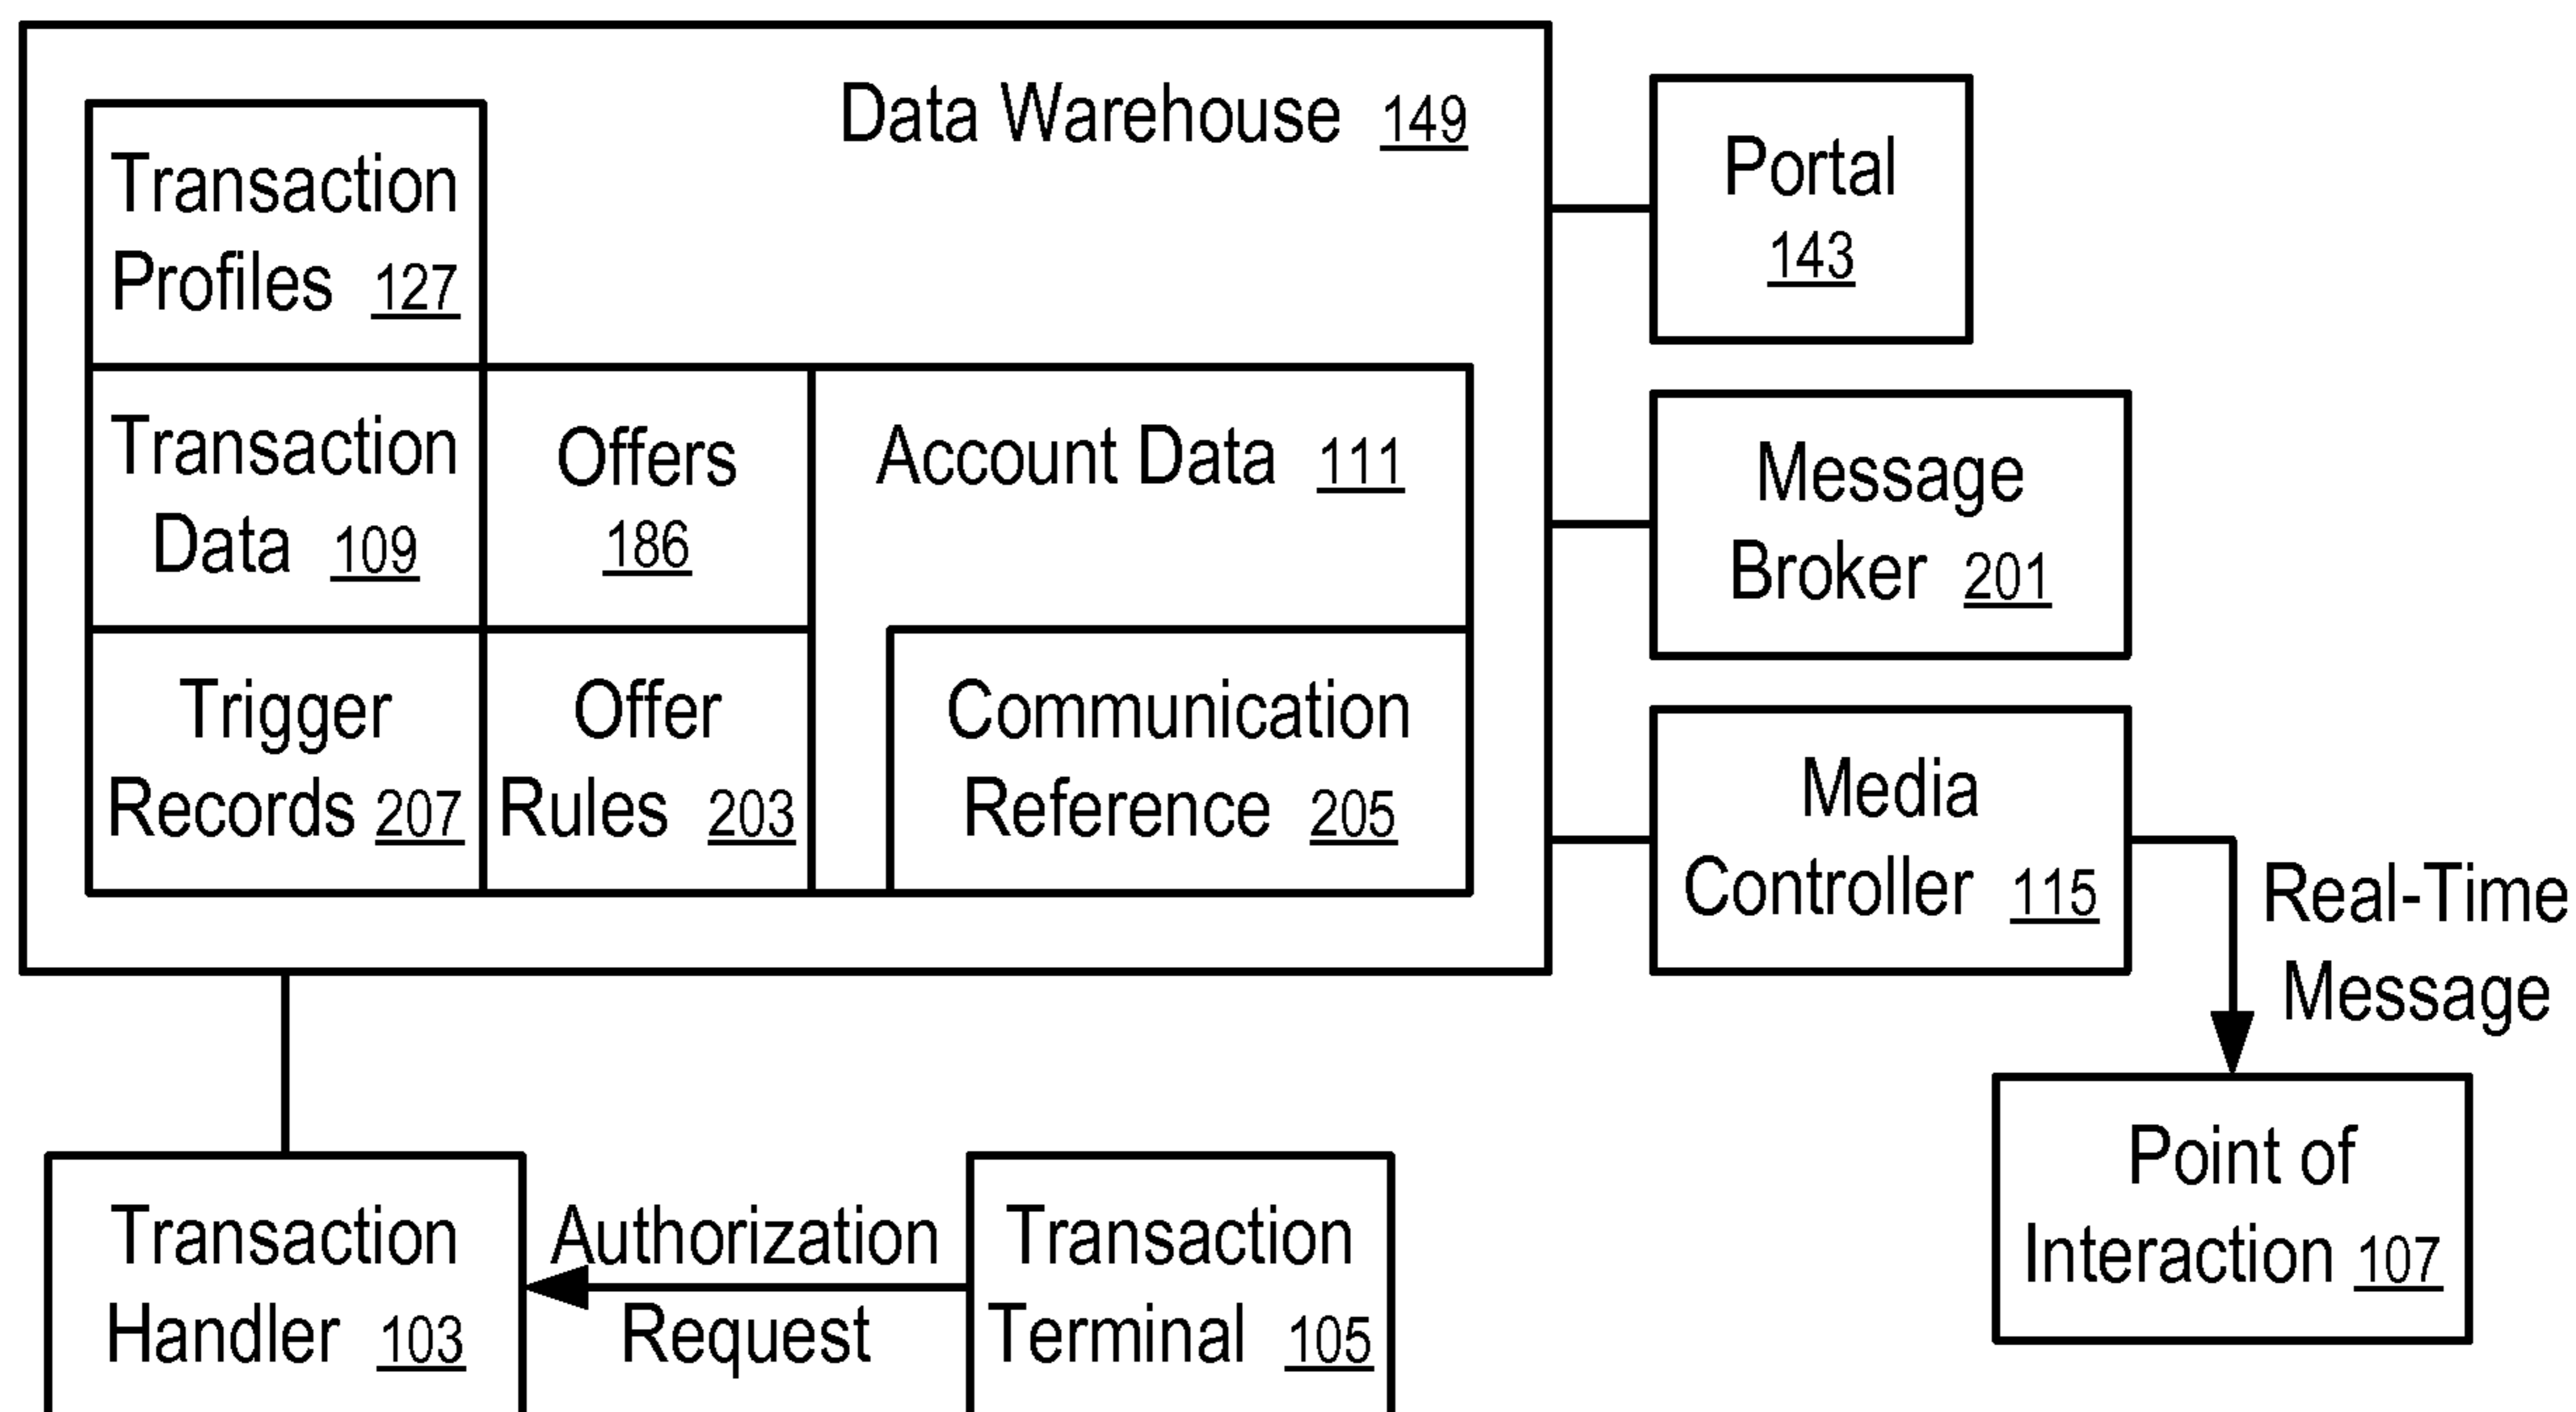 Data Warehouse 149
Transaction
Profiles 127
Transaction
Data 109
Offers
186
Account Data 111
Trigger
Records 207
Offer
Rules 203
Communication
Reference 205
Portal
143
Message
Broker 201
Media
Controller 115
Real-Time
Message
Point of
Interaction 107
Transaction
Handler 103
Authorization
Request
Transaction
Terminal 105